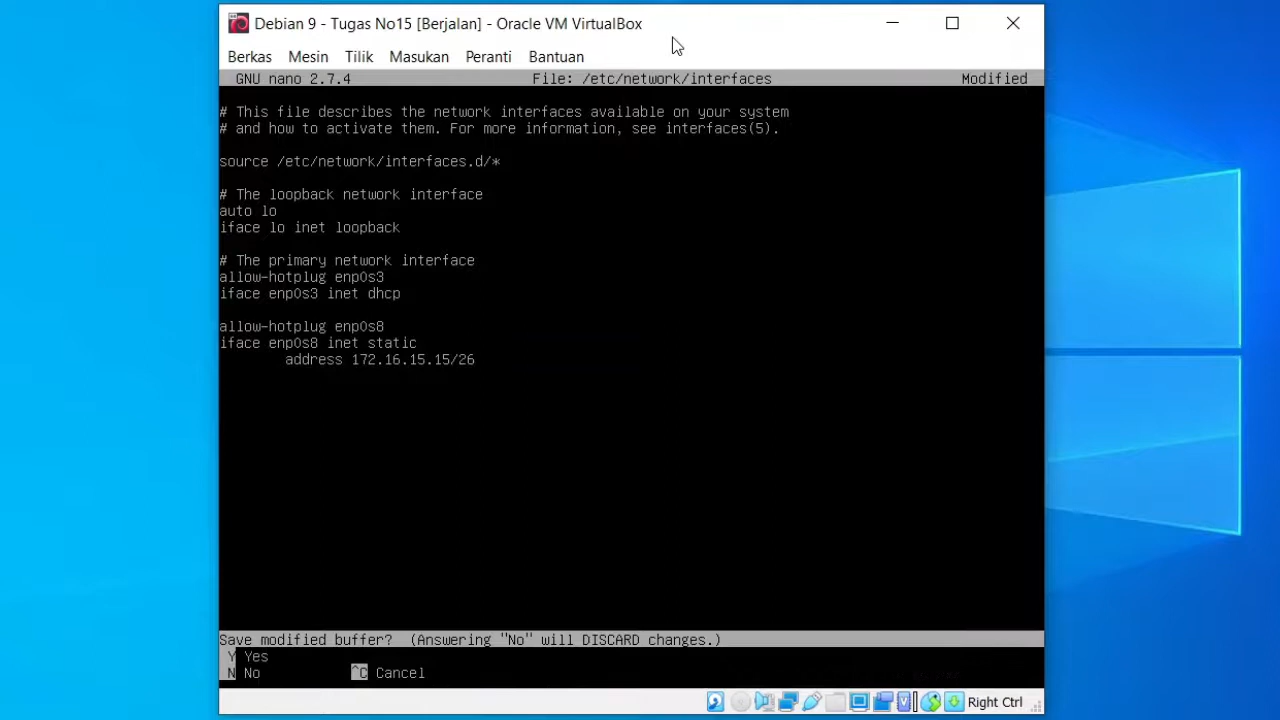 Debian 9 - Tugas No15 [Berjalan] - Oracle VM VirtualBox
Berkas Mesin Tilik Masukan Peranti Bantuan
GNU nano 2.7.4 File: /etc/network/interfaces Modified
# This file describes the network interfaces available on your system
# and how to activate them. For more information, see interfaces(5).
source /etc/network/interfaces.d/*
# The loopback network interface
auto lo
iface lo inet loopback
# The primary network interface
allow-hotplug enp0s3
iface enp0s3 inet dhcp
allow-hotplug enp0s8
iface enp0s8 inet static
address 172.16.15.15/26
Save modified buffer? (Answering "No" will DISCARD changes.)
Y Yes
N No ^C Cancel
Right Ctrl